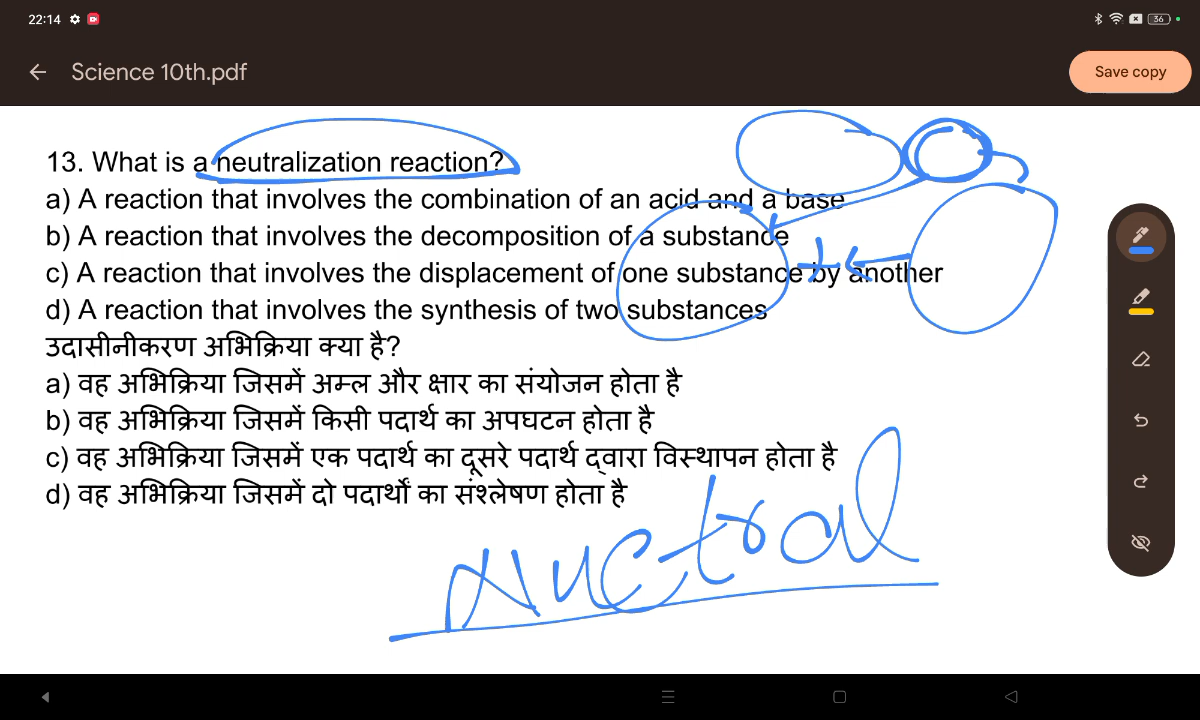 22:14
36
Science 10th.pdf
Save copy
13. What is a neutralization reaction?
a) A reaction that involves the combination of an acid and a base
b) A reaction that involves the decomposition of a substance
c) A reaction that involves the displacement of one substance by another
d) A reaction that involves the synthesis of two substances
उदासीनीकरण अभिक्रिया क्या है?
a) वह अभिक्रिया जिसमें अम्ल और क्षार का संयोजन होता है
b) वह अभिक्रिया जिसमें किसी पदार्थ का अपघटन होता है
c) वह अभिक्रिया जिसमें एक पदार्थ का दूसरे पदार्थ द्वारा विस्थापन होता है
d) वह अभिक्रिया जिसमें दो पदार्थों का संश्लेषण होता है
Nuctral